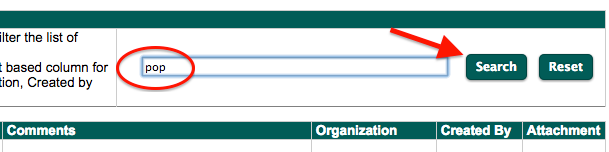 ilter the list of
t based column for
tion, Created by
pop
Search
Reset
Comments
Organization
Created By
Attachment